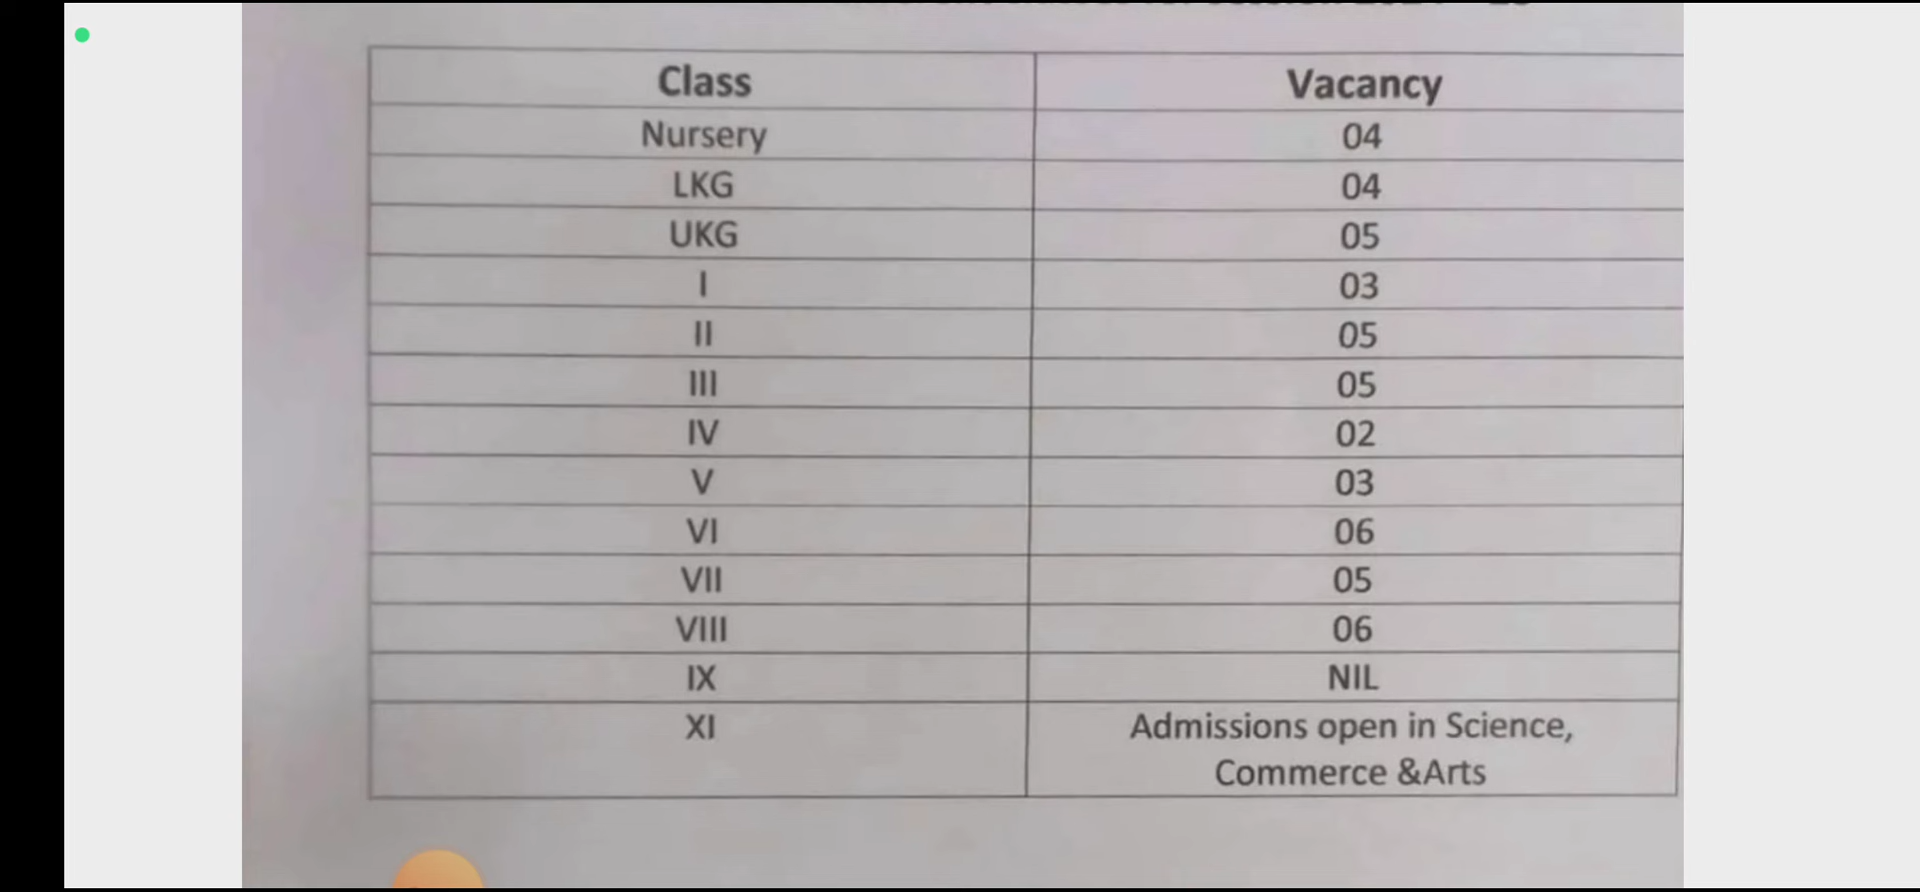 Class Vacancy
Nursery 04
LKG 04
UKG 05
I 03
II 05
III 05
IV 02
V 03
VI 06
VII 05
VIII 06
IX NIL
XI Admissions open in Science,
Commerce &Arts